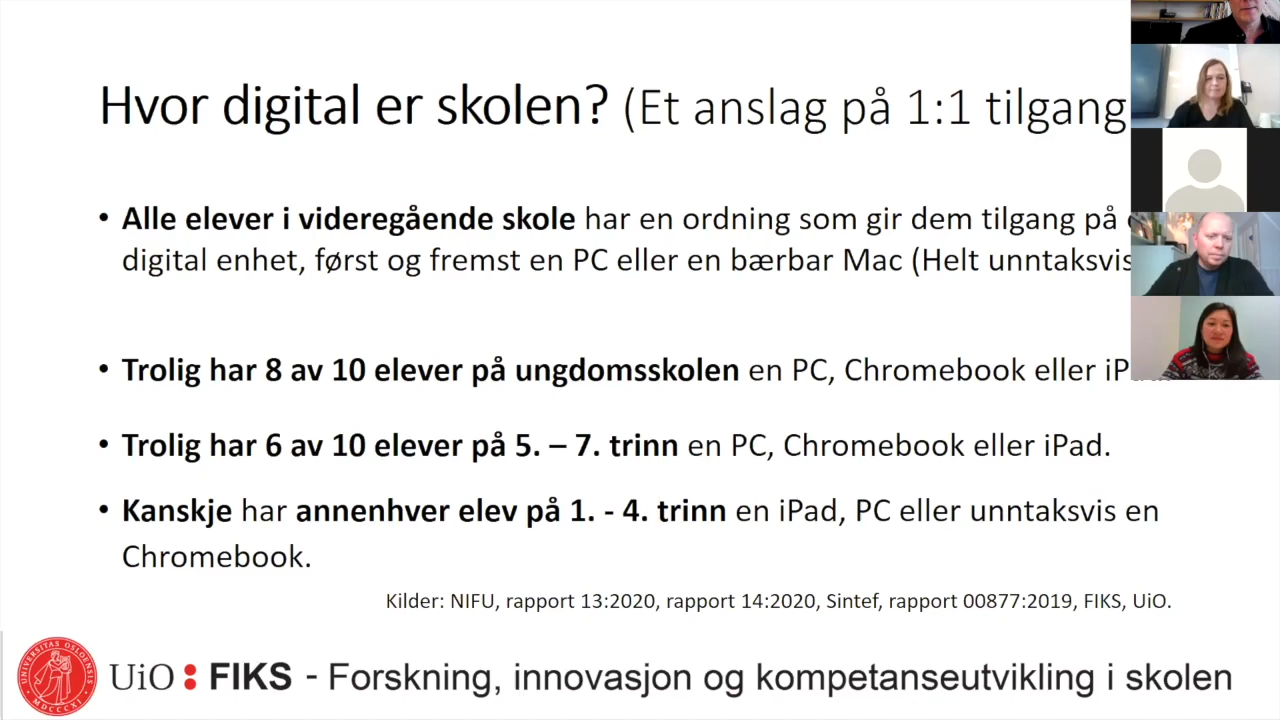 Hvor digital er skolen? (Et anslag på 1:1 tilgang
• Alle elever i videregående skole har en ordning som gir dem tilgang på
digital enhet, først og fremst en PC eller en bærbar Mac (Helt unntaksvis
• Trolig har 8 av 10 elever på ungdomsskolen en PC, Chromebook eller
• Trolig har 6 av 10 elever på 5. – 7. trinn en PC, Chromebook eller iPad.
• Kanskje har annenhver elev på 1. - 4. trinn en iPad, PC eller unntaksvis en
Chromebook.
Kilder: NIFU, rapport 13:2020, rapport 14:2020, Sintef, rapport 00877:2019, FIKS, UiO.
UNIVERSITAS OSLOENSIS
MDCCCXI
UiO : FIKS - Forskning, innovasjon og kompetanseutvikling i skolen